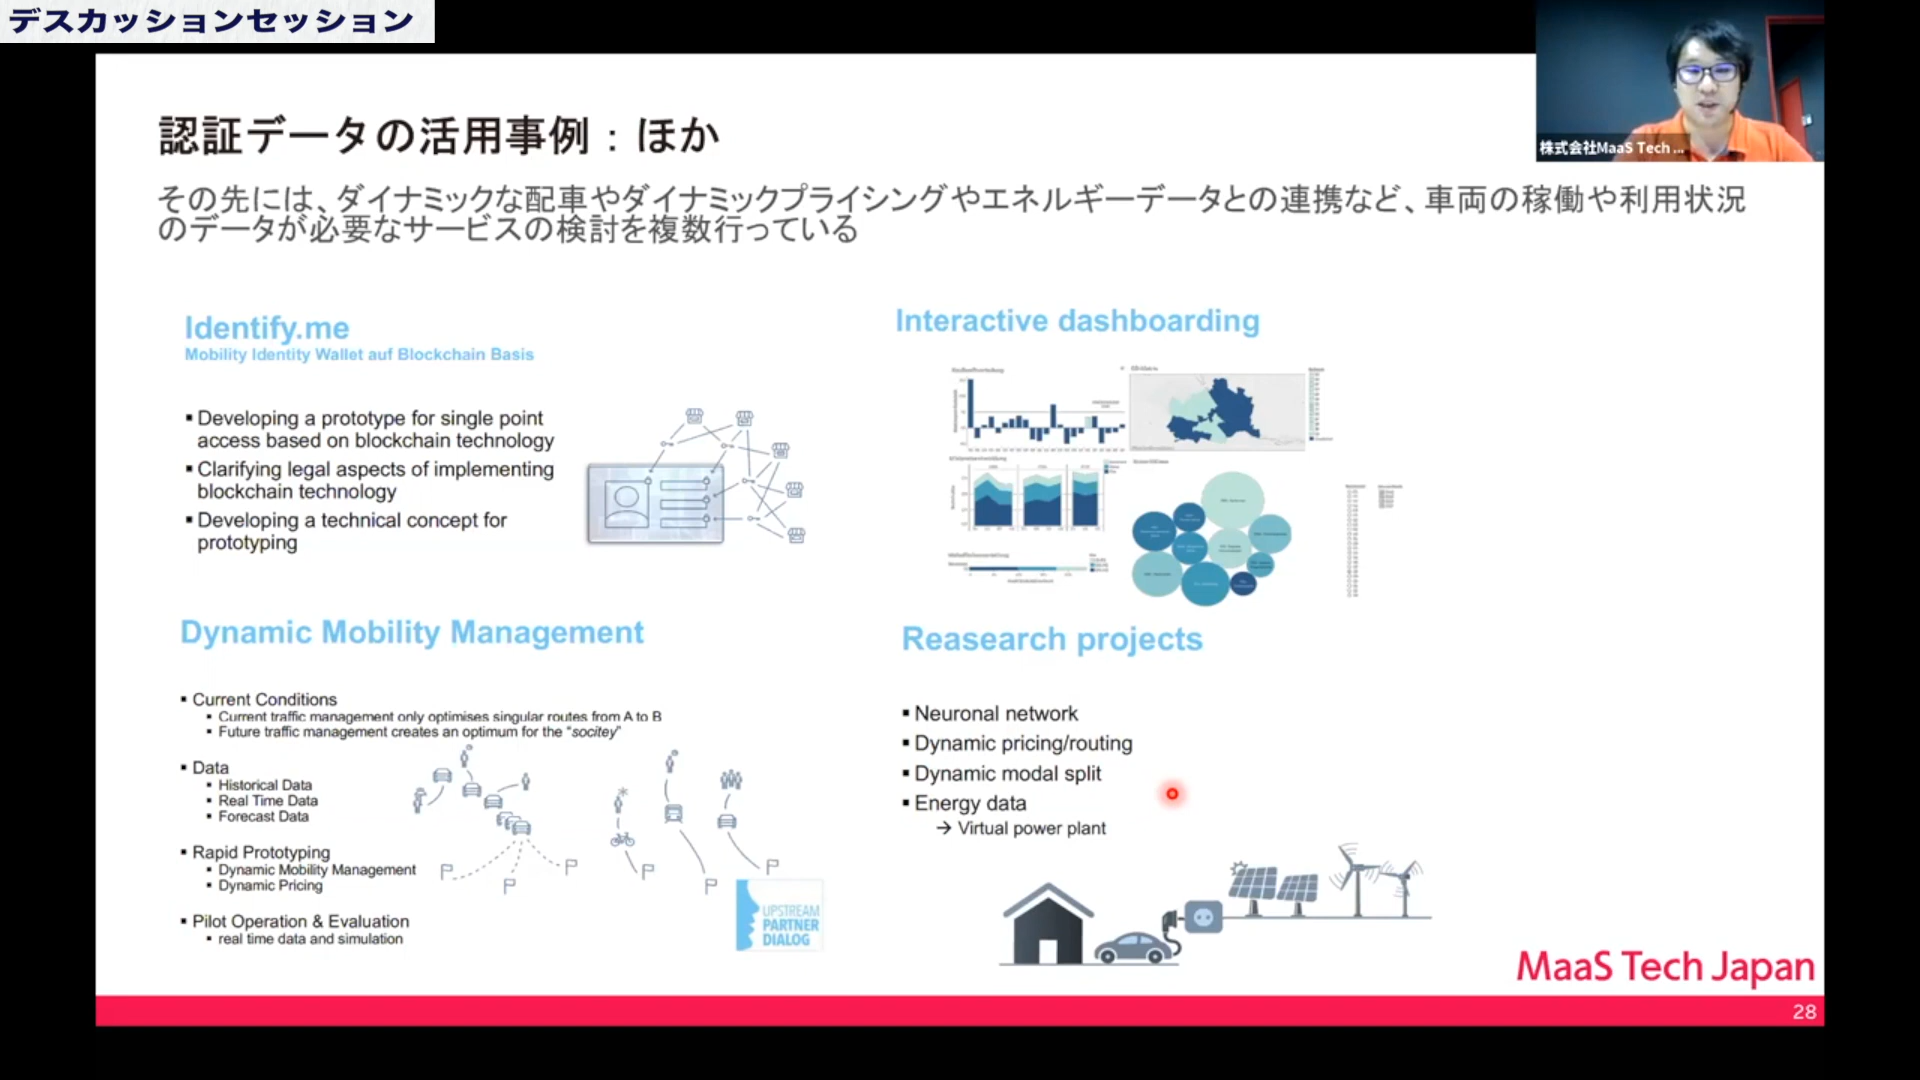 デスカッションセッション
株式会社MaaS Tech ...
認証データの活用事例：ほか
その先には、ダイナミックな配車やダイナミックプライシングやエネルギーデータとの連携など、車両の稼働や利用状況
のデータが必要なサービスの検討を複数行っている
Identify.me
Mobility Identity Wallet auf Blockchain Basis
▪ Developing a prototype for single point
access based on blockchain technology
▪ Clarifying legal aspects of implementing
blockchain technology
▪ Developing a technical concept for
prototyping
Interactive dashboarding
Dynamic Mobility Management
▪ Current Conditions
▪ Current traffic management only optimises singular routes from A to B
▪ Future traffic management creates an optimum for the “socitey”
▪ Data
▪ Historical Data
▪ Real Time Data
▪ Forecast Data
▪ Rapid Prototyping
▪ Dynamic Mobility Management
▪ Dynamic Pricing
▪ Pilot Operation & Evaluation
▪ real time data and simulation
UPSTREAM
PARTNER
DIALOG
Reasearch projects
▪ Neuronal network
▪ Dynamic pricing/routing
▪ Dynamic modal split
▪ Energy data
→ Virtual power plant
MaaS Tech Japan
28